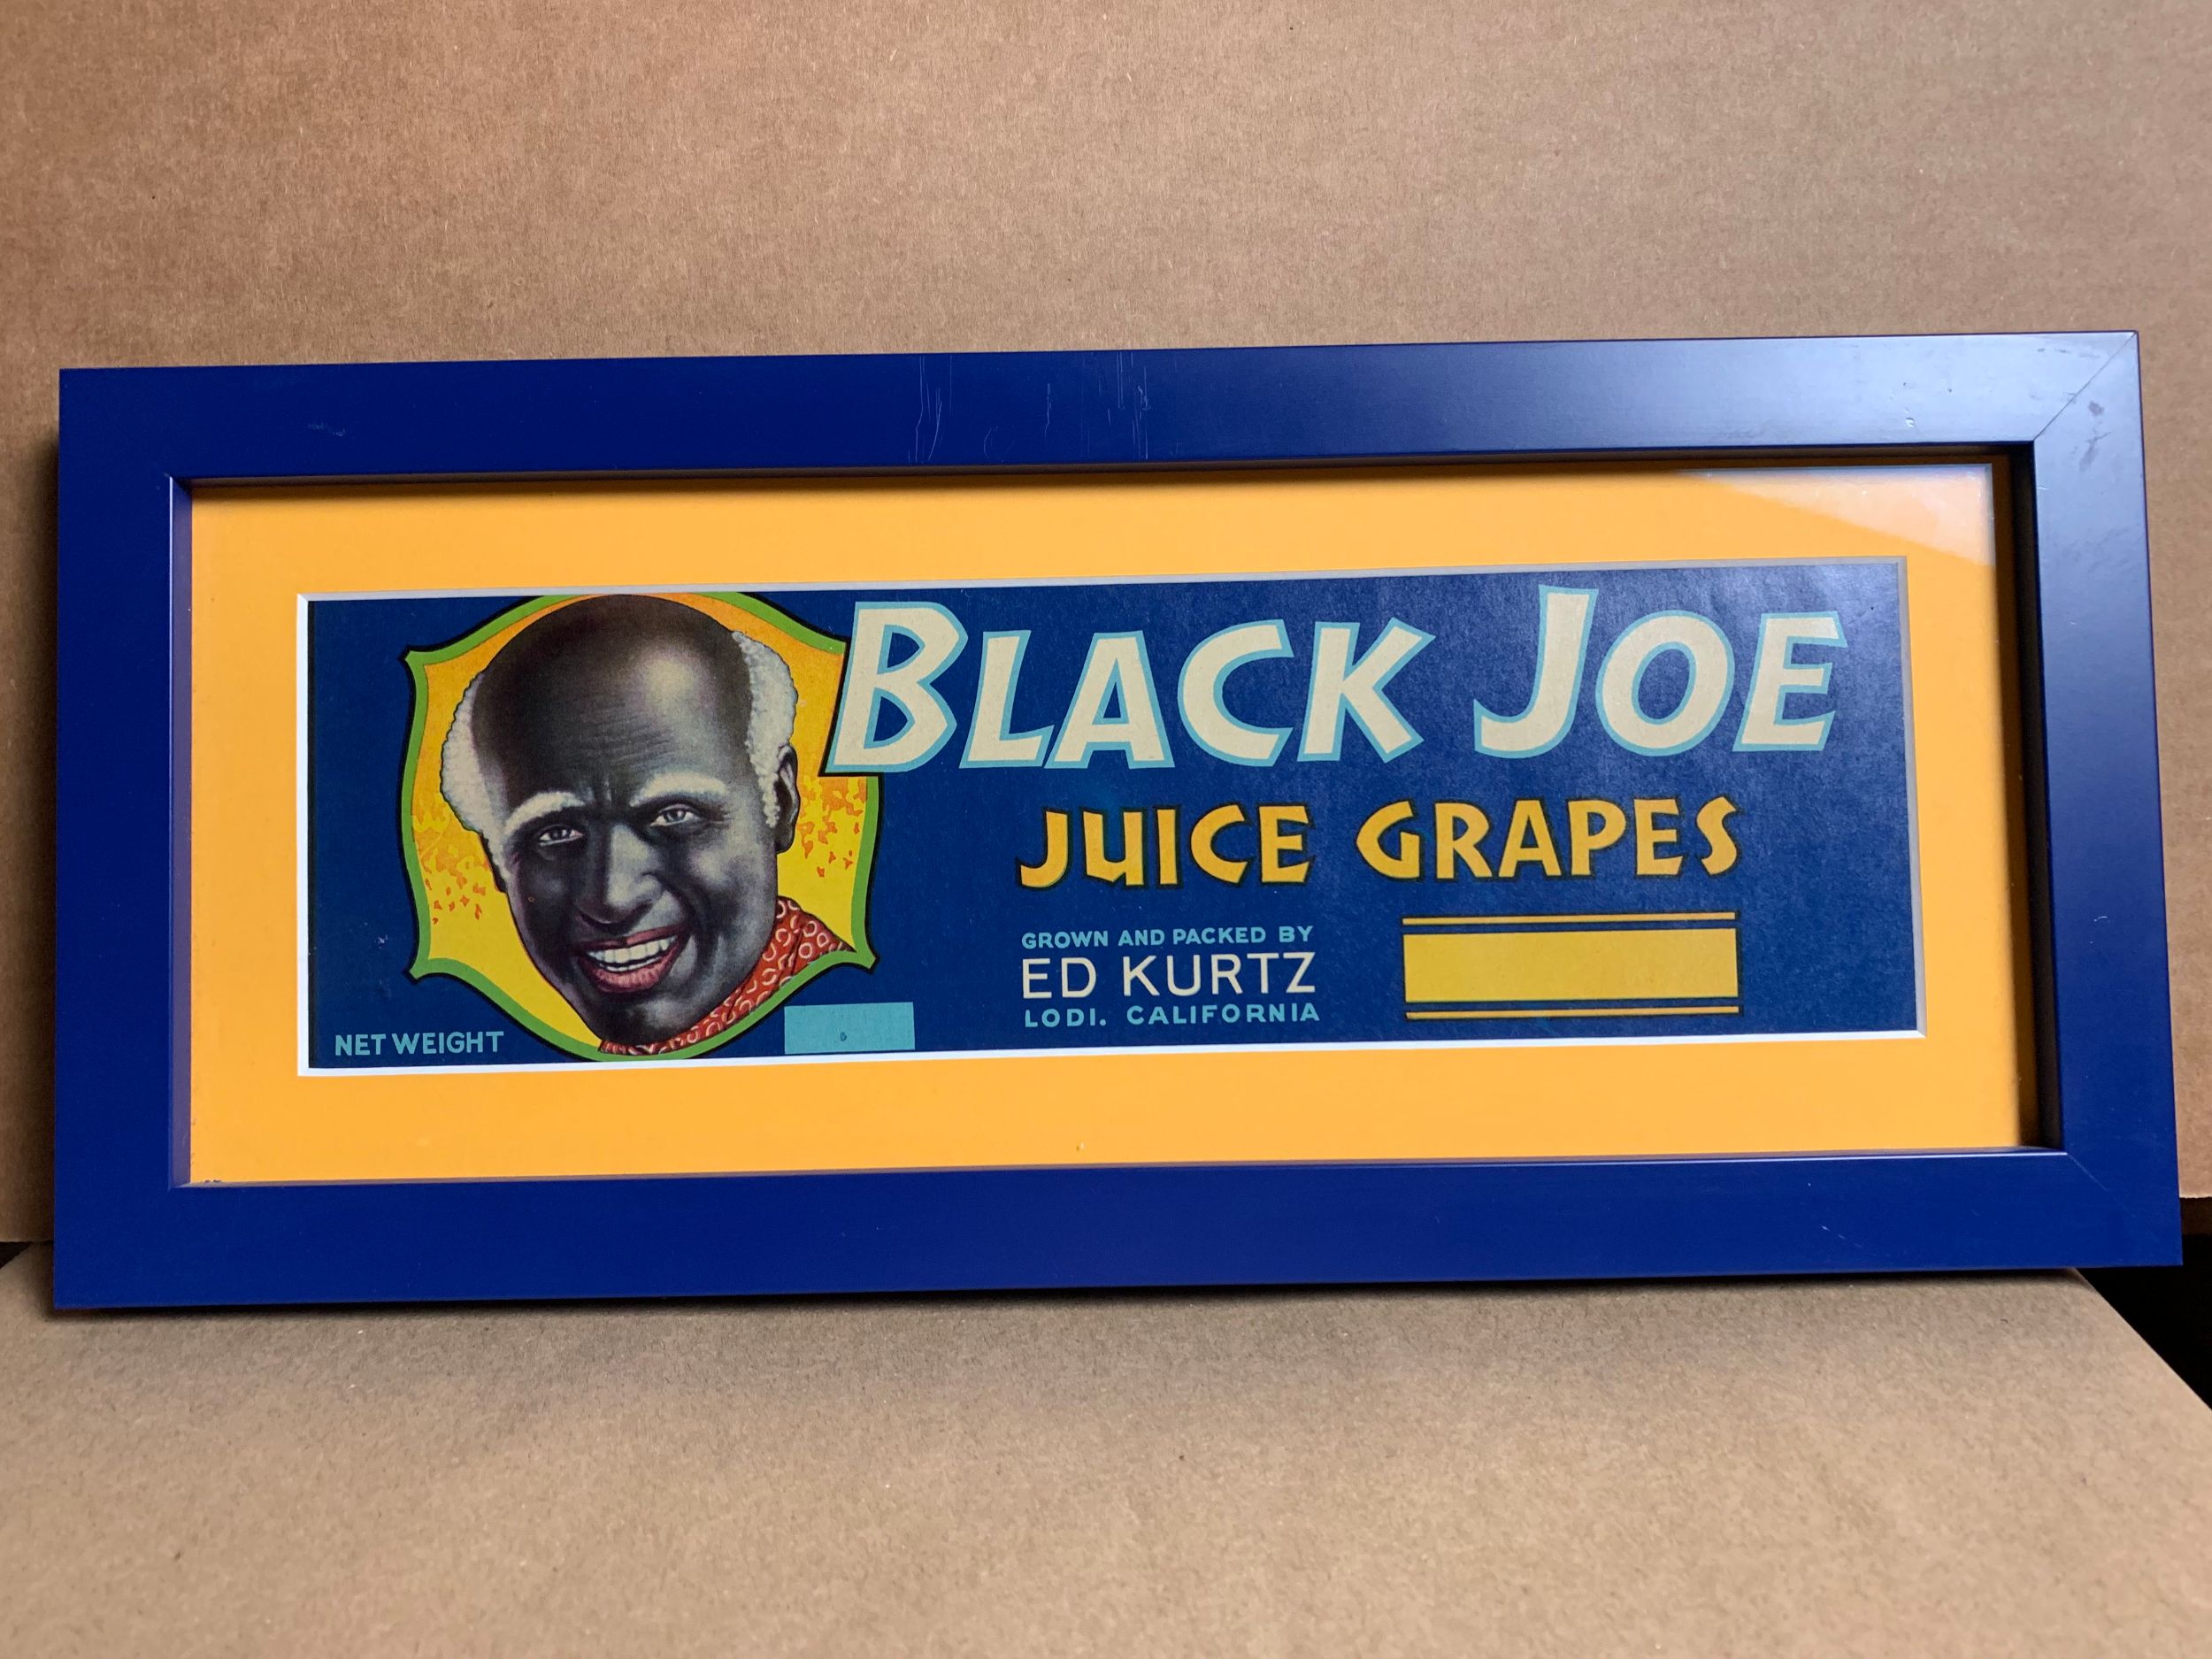 BLACK JOE
JUICE GRAPES
GROWN AND PACKED BY
ED KURTZ
LODI. CALIFORNIA
NET WEIGHT